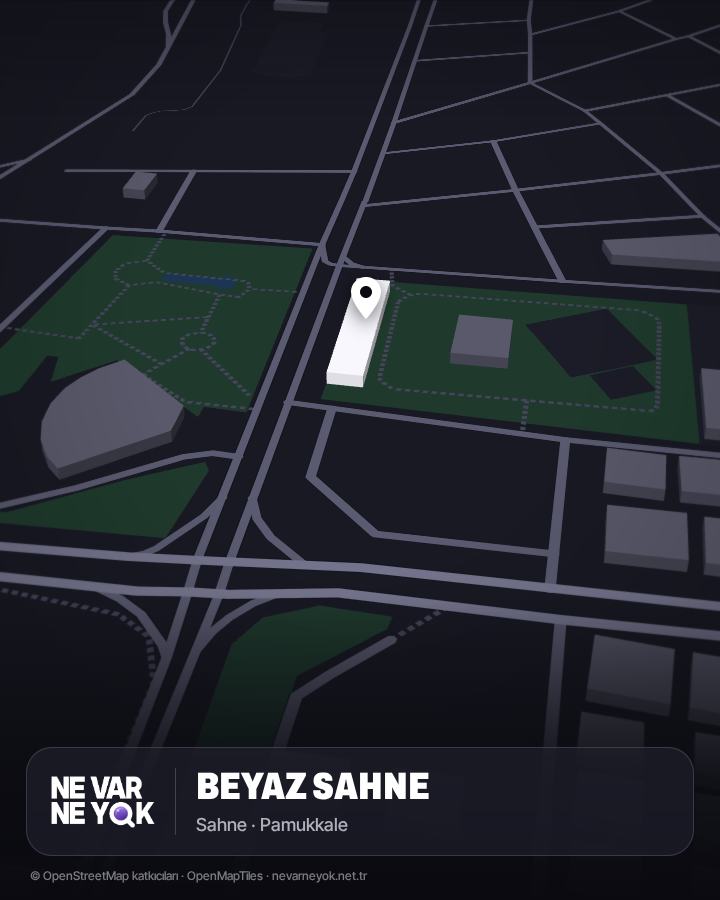 NE VAR
NE YOK
BEYAZ SAHNE
Sahne · Pamukkale
© OpenStreetMap katkıcıları · OpenMapTiles · nevarneyok.net.tr